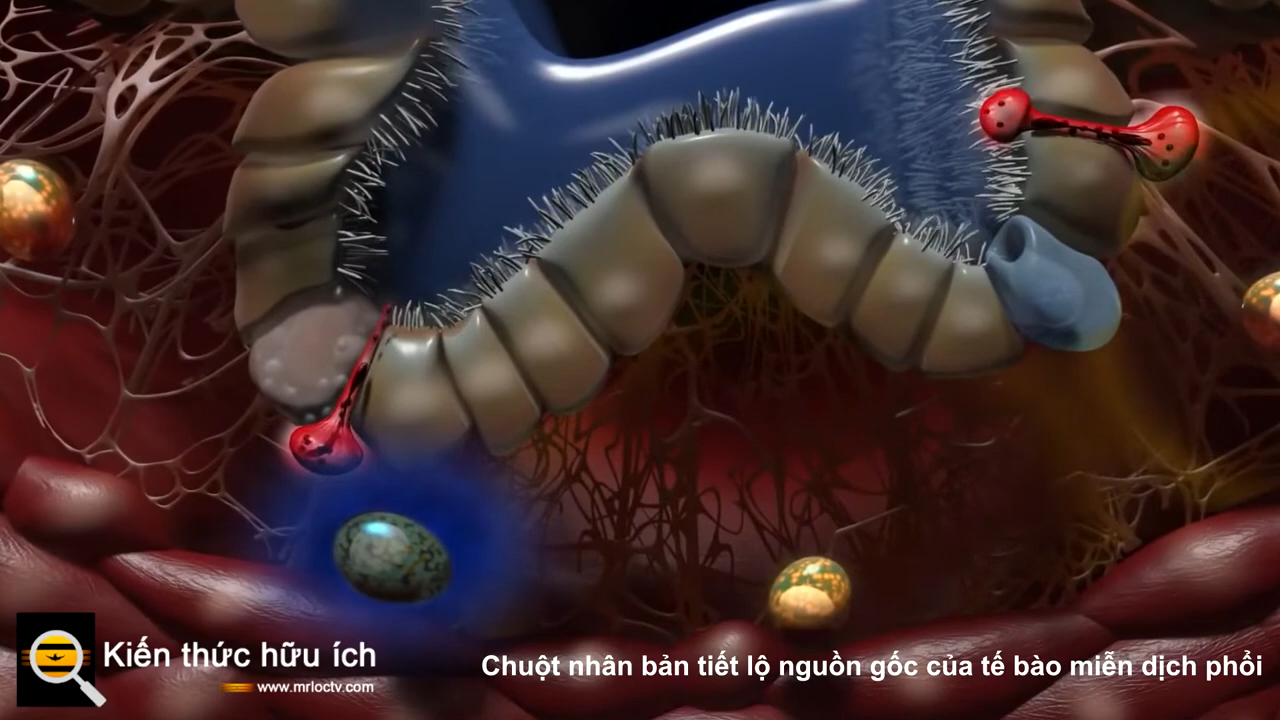 Kiến thức hữu ích
www.mrloctv.com
Chuột nhân bản tiết lộ nguồn gốc của tế bào miễn dịch phổi